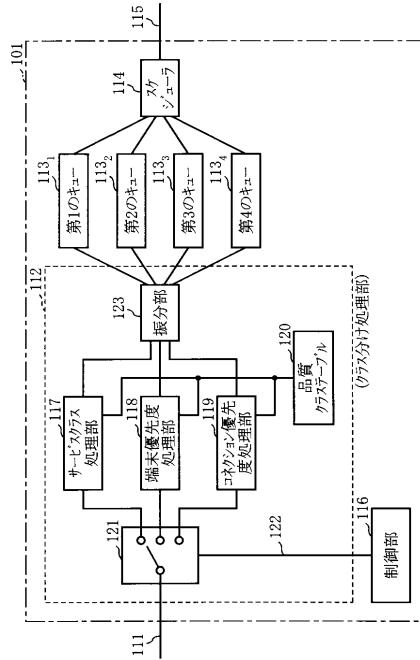 101
112
111
121
122
制御部
116
サービスクラス
処理部
117
端末優先度
処理部
118
コネクション優先
度処理部
119
品質
クラステーブル
120
振分部
123
(クラス分け処理部)
第1のキュー
113₁
第2のキュー
113₂
第3のキュー
113₃
第4のキュー
113₄
スケ
ジューラ
114
115